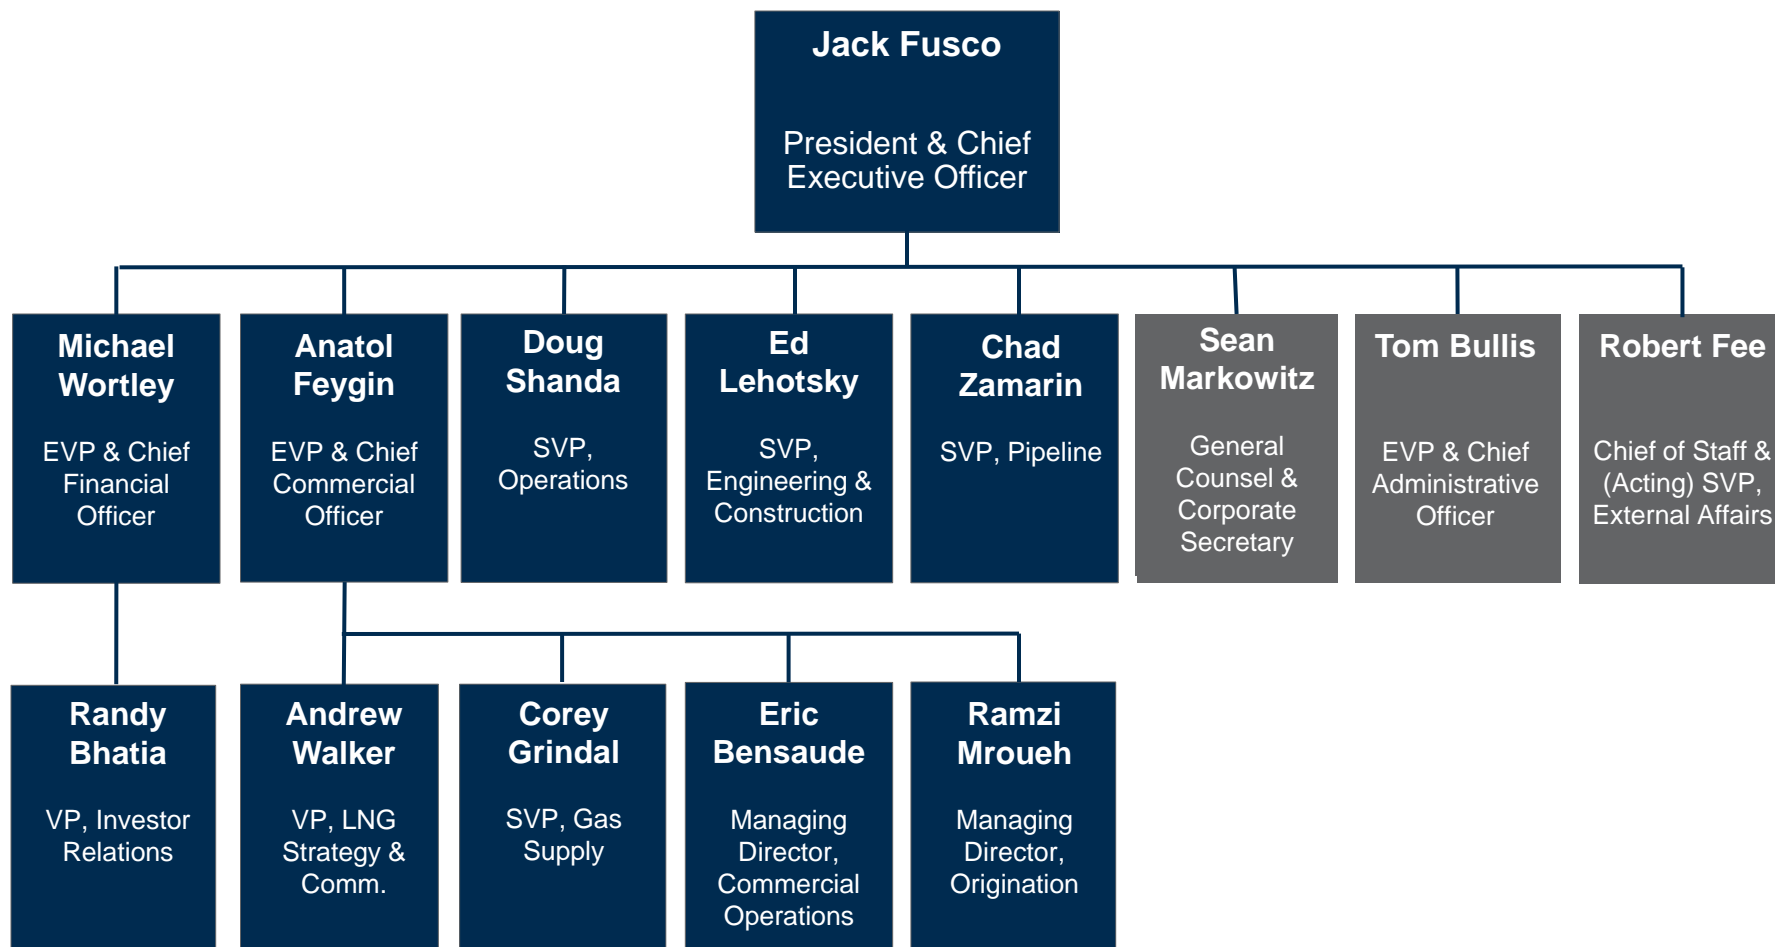 Jack Fusco
President & Chief
Executive Officer
Michael
Wortley
EVP & Chief
Financial
Officer
Anatol
Feygin
EVP & Chief
Commercial
Officer
Doug
Shanda
SVP,
Operations
Ed
Lehotsky
SVP,
Engineering &
Construction
Chad
Zamarin
SVP, Pipeline
Sean
Markowitz
General
Counsel &
Corporate
Secretary
Tom Bullis
EVP & Chief
Administrative
Officer
Robert Fee
Chief of Staff &
(Acting) SVP,
External Affairs
Randy
Bhatia
VP, Investor
Relations
Andrew
Walker
VP, LNG
Strategy &
Comm.
Corey
Grindal
SVP, Gas
Supply
Eric
Bensaude
Managing
Director,
Commercial
Operations
Ramzi
Mroueh
Managing
Director,
Origination